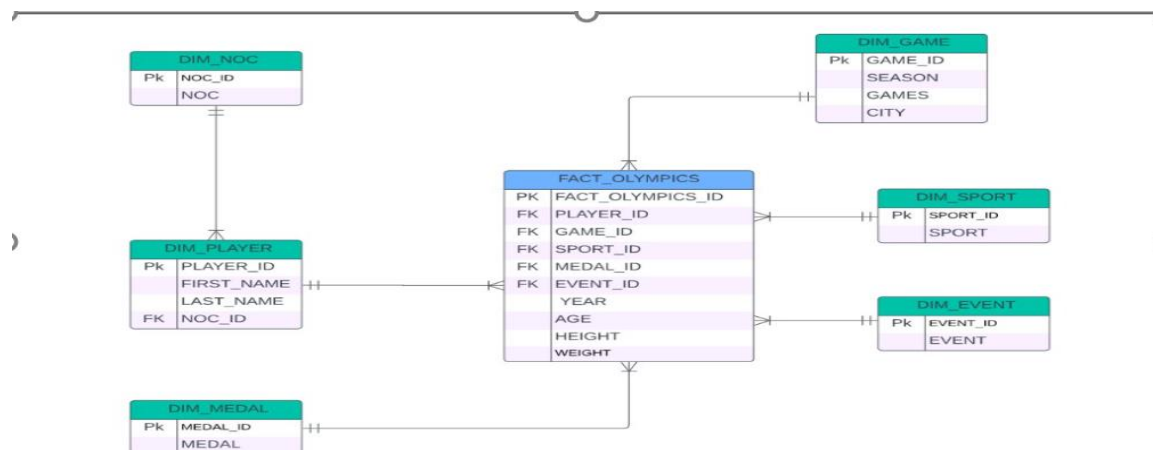 DIM_NOC
Pk NOC_ID
NOC
DIM_GAME
Pk GAME_ID
SEASON
GAMES
CITY
FACT_OLYMPICS
PK FACT_OLYMPICS_ID
FK PLAYER_ID
FK GAME_ID
FK SPORT_ID
FK MEDAL_ID
FK EVENT_ID
YEAR
AGE
HEIGHT
WEIGHT
DIM_SPORT
Pk SPORT_ID
SPORT
DIM_PLAYER
Pk PLAYER_ID
FIRST_NAME
LAST_NAME
FK NOC_ID
DIM_EVENT
Pk EVENT_ID
EVENT
DIM_MEDAL
Pk MEDAL_ID
MEDAL